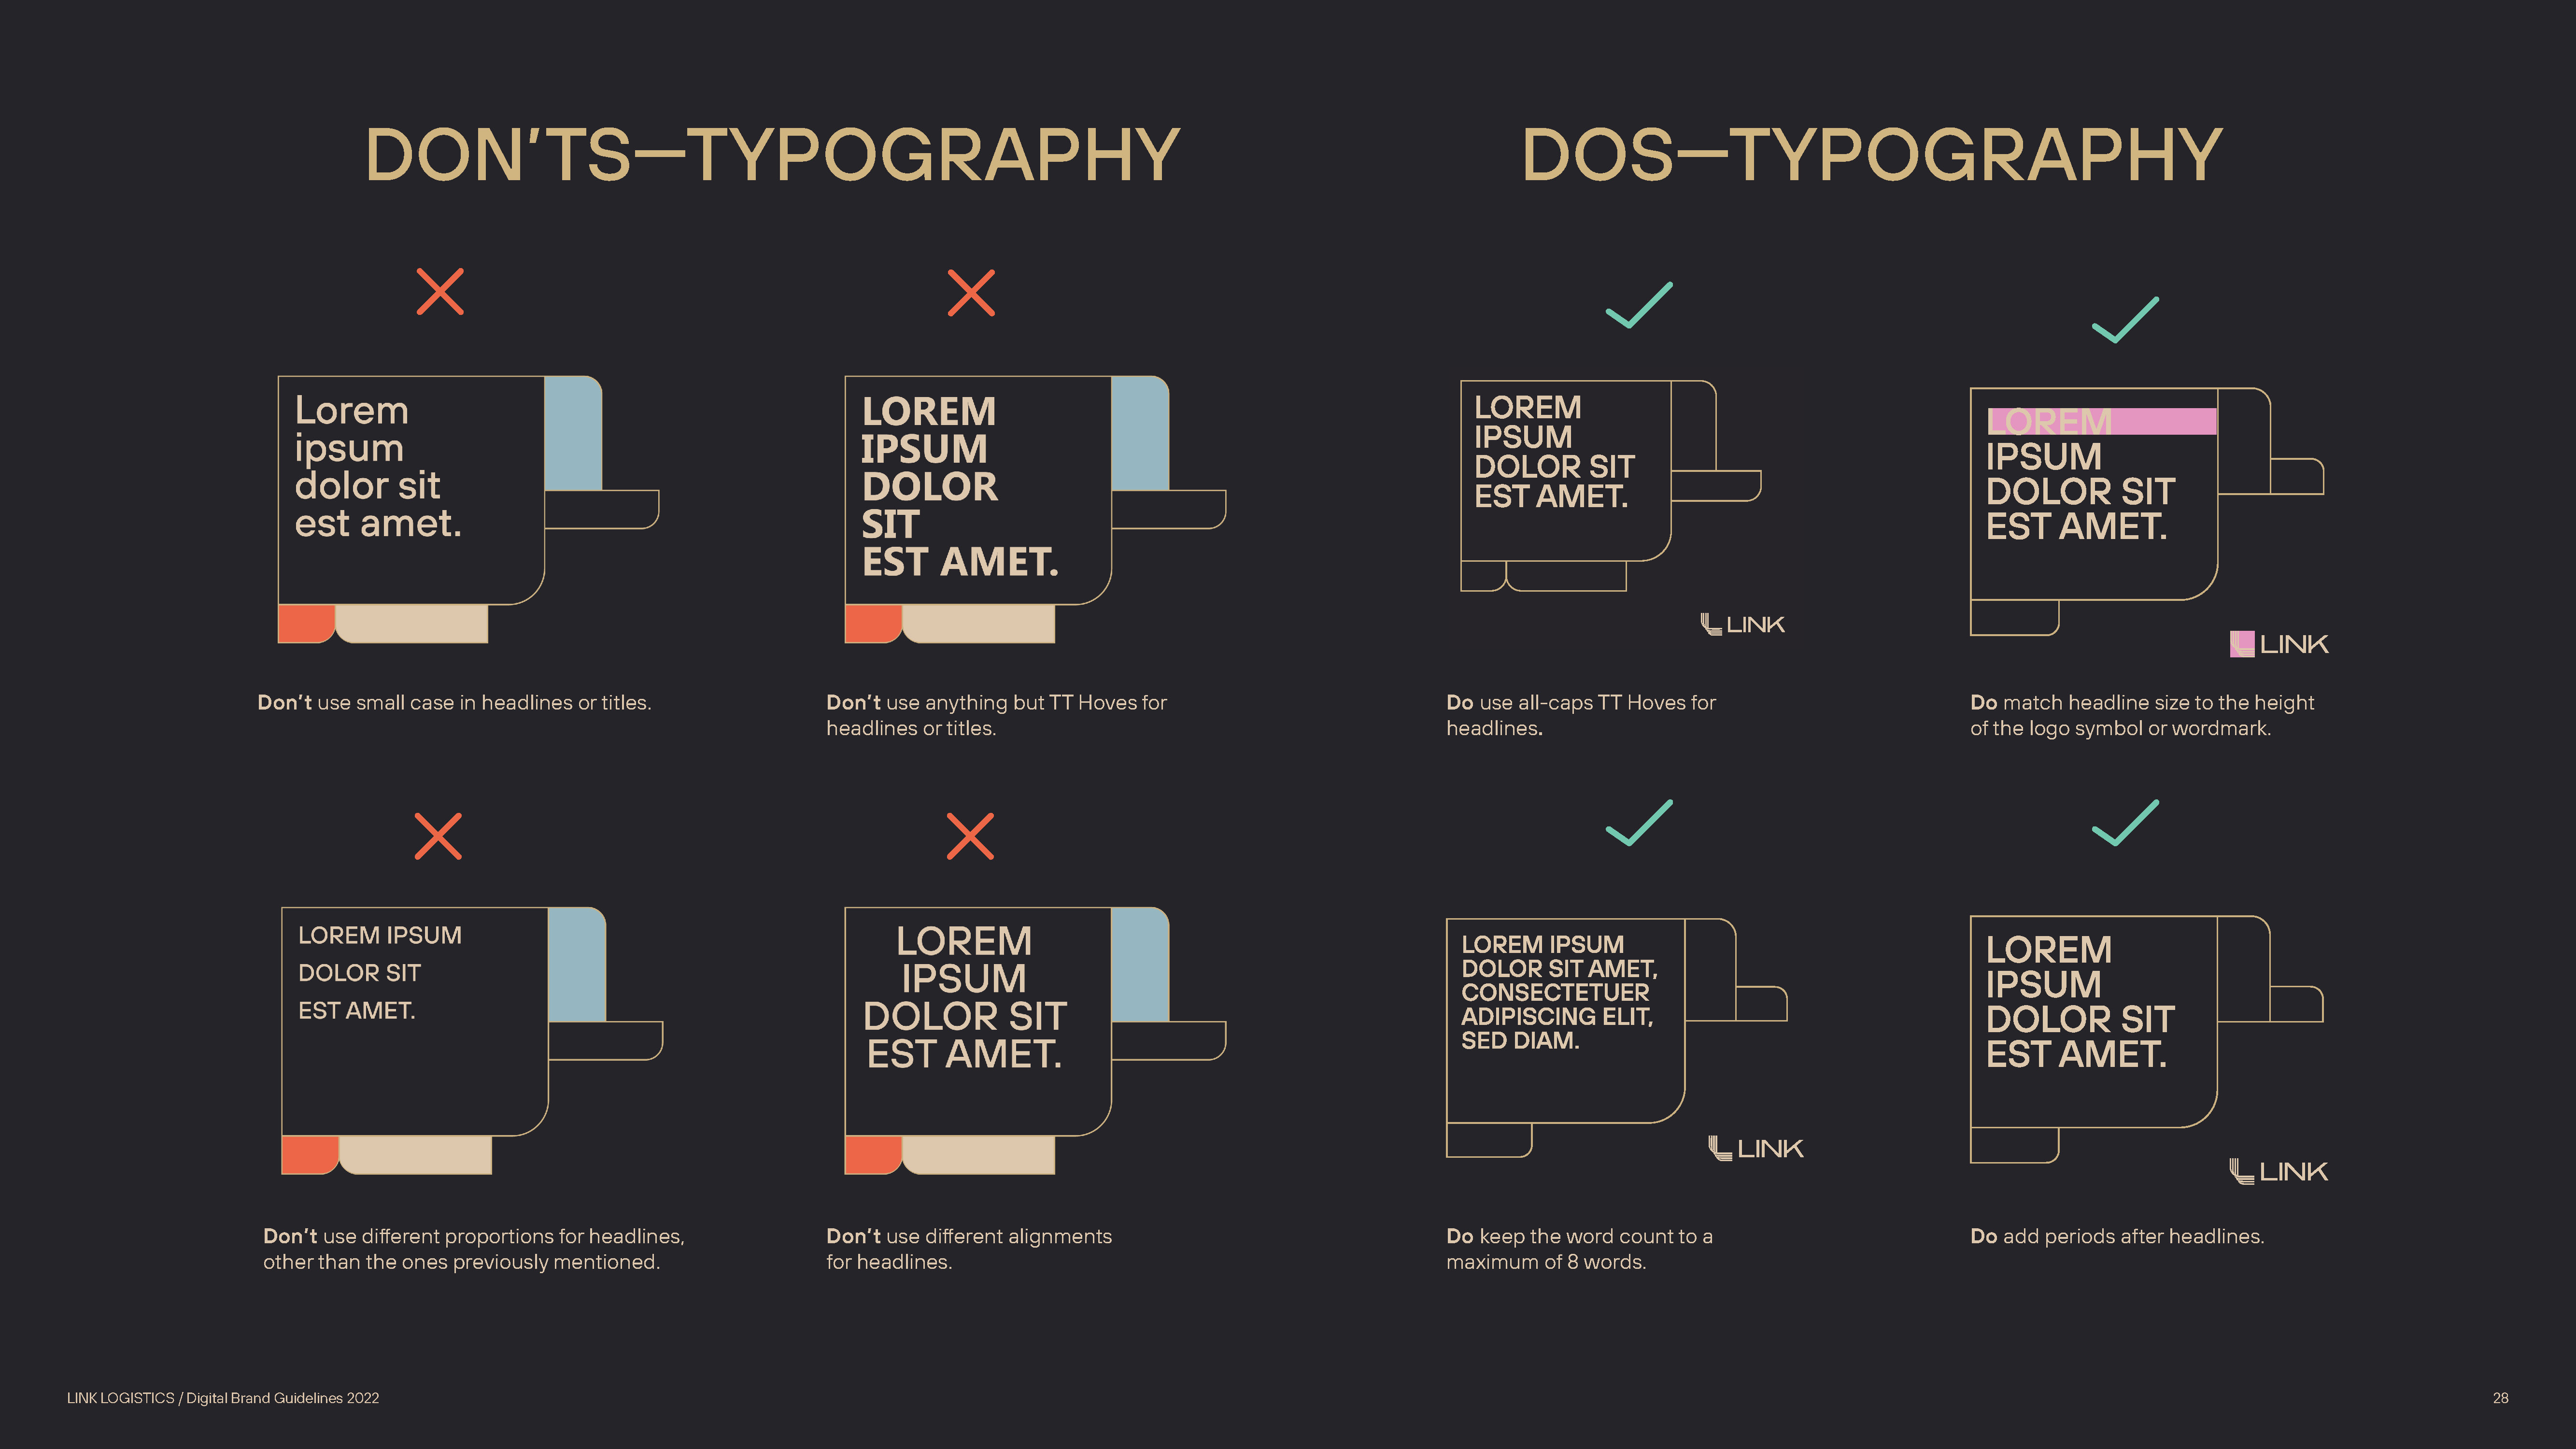 DON'TS—TYPOGRAPHY
Lorem
ipsum
dolor sit
est amet.
Don't use small case in headlines or titles.
LOREM
IPSUM
DOLOR
SIT
EST AMET.
Don't use anything but TT Hoves for
headlines or titles.
LOREM IPSUM
DOLOR SIT
EST AMET.
Don't use different proportions for headlines,
other than the ones previously mentioned.
LOREM
IPSUM
DOLOR SIT
EST AMET.
Don't use different alignments
for headlines.
DOS—TYPOGRAPHY
LOREM
IPSUM
DOLOR SIT
EST AMET.
LINK
Do use all-caps TT Hoves for
headlines.
LOREM
IPSUM
DOLOR SIT
EST AMET.
LINK
Do match headline size to the height
of the logo symbol or wordmark.
LOREM IPSUM
DOLOR SIT AMET,
CONSECTETUER
ADIPISCING ELIT,
SED DIAM.
LINK
Do keep the word count to a
maximum of 8 words.
LOREM
IPSUM
DOLOR SIT
EST AMET.
LINK
Do add periods after headlines.
LINK LOGISTICS / Digital Brand Guidelines 2022
28